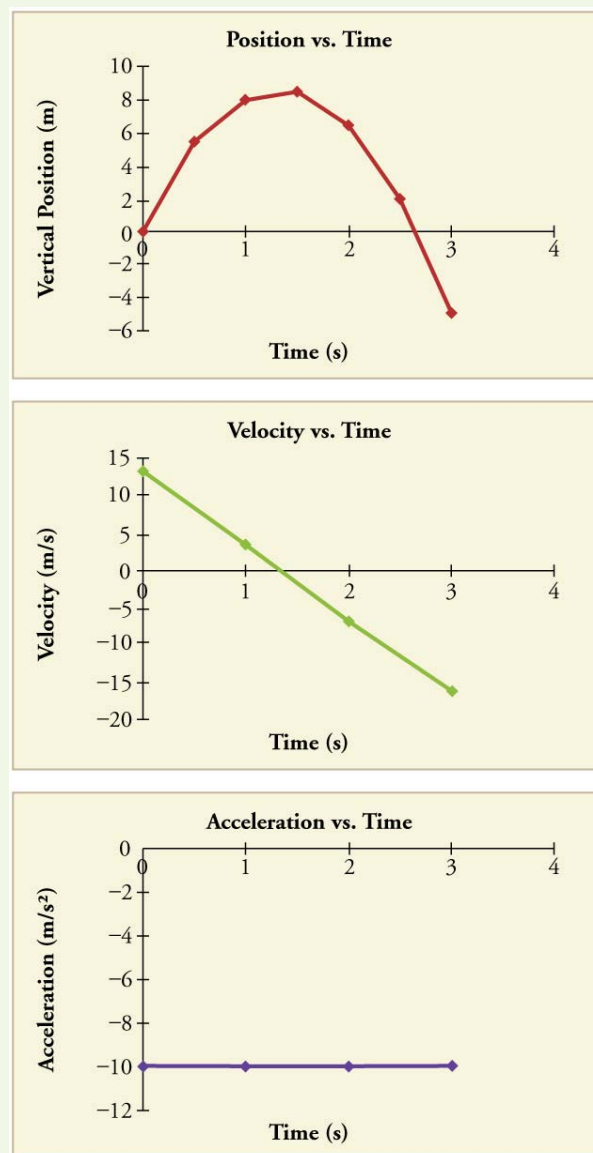 Position vs. Time
10
8
6
4
2
0
−2
−4
−6
0 1 2 3 4
Vertical Position (m)
Time (s)
Velocity vs. Time
15
10
5
0
−5
−10
−15
−20
0 1 2 3 4
Velocity (m/s)
Time (s)
Acceleration vs. Time
0
−2
−4
−6
−8
−10
−12
0 1 2 3 4
Acceleration (m/s²)
Time (s)